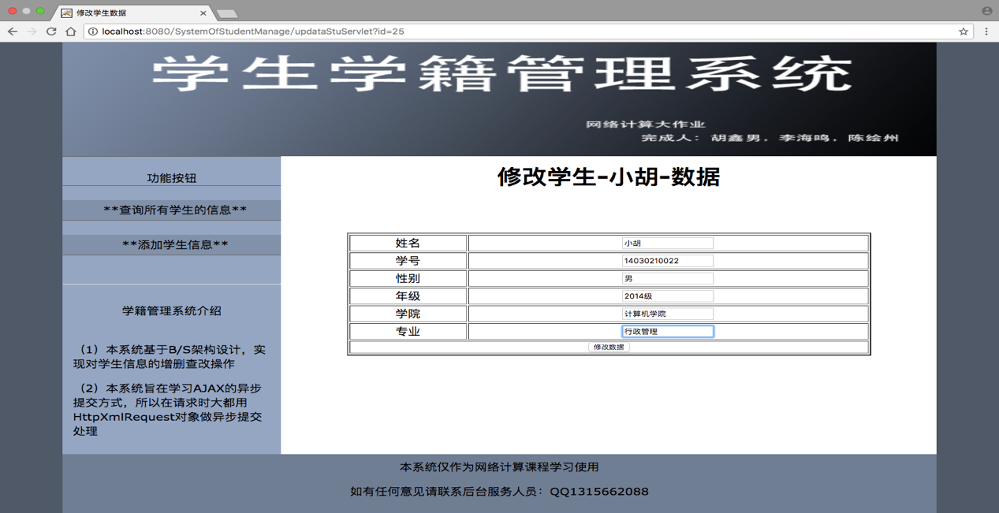 修改学生数据
localhost:8080/SystemOfStudentManage/updataStuServlet?id=25
学生学籍管理系统
网络计算大作业
完成人：胡鑫男，李海鸣，陈绘州
功能按钮
**查询所有学生的信息**
**添加学生信息**
学籍管理系统介绍
（1）本系统基于B/S架构设计，实
现对学生信息的增删查改操作
（2）本系统旨在学习AJAX的异步
提交方式，所以在请求时大都用
HttpXmlRequest对象做异步提交
处理
修改学生-小胡-数据
姓名 小胡
学号 14030210022
性别 男
年级 2014级
学院 计算机学院
专业 行政管理
修改数据
本系统仅作为网络计算课程学习使用
如有任何意见请联系后台服务人员：QQ1315662088